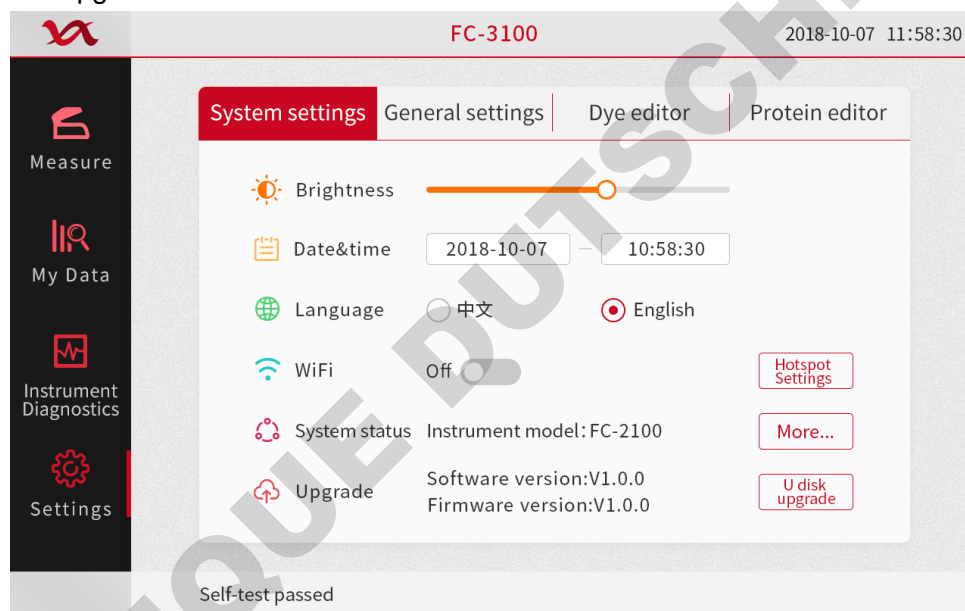 FC-3100
2018-10-07 11:58:30
System settings
General settings
Dye editor
Protein editor
Measure
My Data
Instrument
Diagnostics
Settings
Brightness
Date&time
2018-10-07
–
10:58:30
Language
中文
English
WiFi
Off
Hotspot
Settings
System status
Instrument model:FC-2100
More...
Upgrade
Software version:V1.0.0
Firmware version:V1.0.0
U disk
upgrade
Self-test passed
QUE DUTSCH